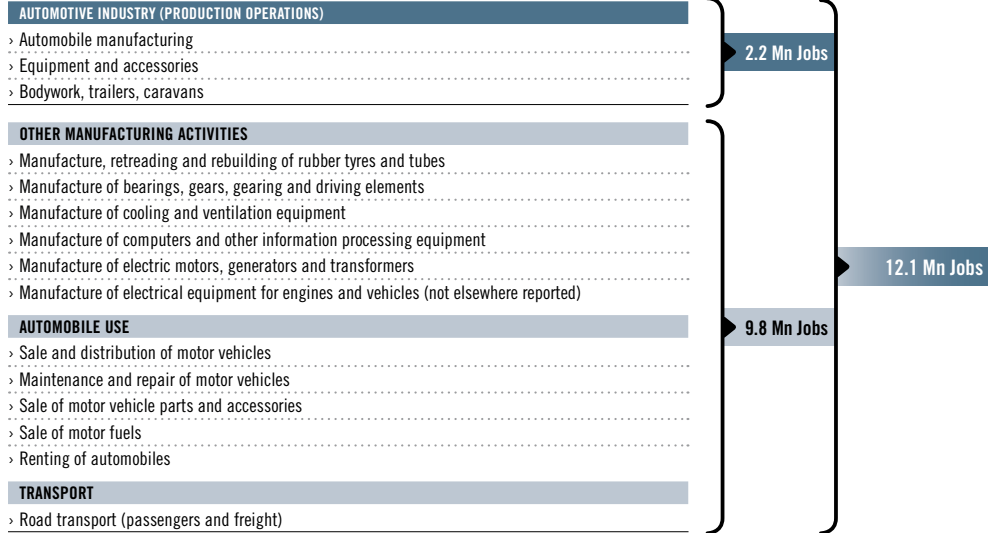 AUTOMOTIVE INDUSTRY (PRODUCTION OPERATIONS)
› Automobile manufacturing
› Equipment and accessories
› Bodywork, trailers, caravans
2.2 Mn Jobs
OTHER MANUFACTURING ACTIVITIES
› Manufacture, retreading and rebuilding of rubber tyres and tubes
› Manufacture of bearings, gears, gearing and driving elements
› Manufacture of cooling and ventilation equipment
› Manufacture of computers and other information processing equipment
› Manufacture of electric motors, generators and transformers
› Manufacture of electrical equipment for engines and vehicles (not elsewhere reported)
AUTOMOBILE USE
› Sale and distribution of motor vehicles
› Maintenance and repair of motor vehicles
› Sale of motor vehicle parts and accessories
› Sale of motor fuels
› Renting of automobiles
TRANSPORT
› Road transport (passengers and freight)
9.8 Mn Jobs
12.1 Mn Jobs